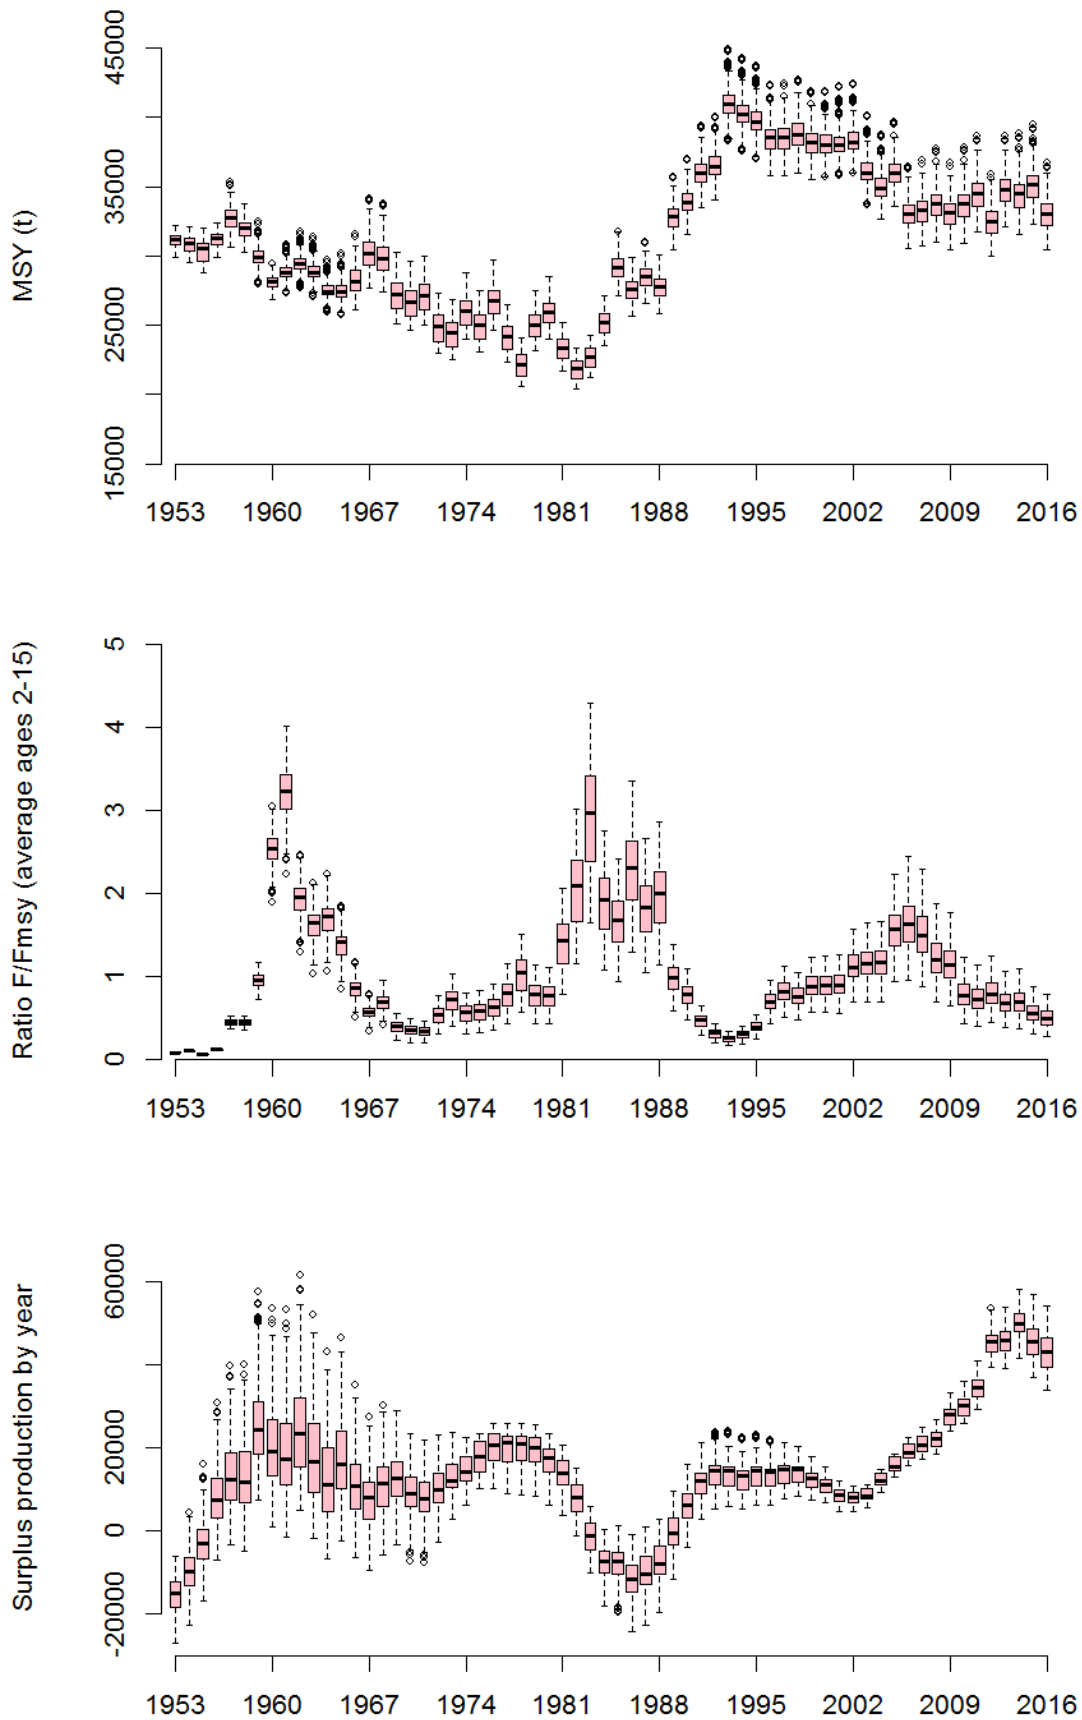 MSY (t)
45000
35000
25000
15000
1953 1960 1967 1974 1981 1988 1995 2002 2009 2016
Ratio F/Fmsy (average ages 2-15)
5
4
3
2
1
0
1953 1960 1967 1974 1981 1988 1995 2002 2009 2016
Surplus production by year
60000
20000
0
-20000
1953 1960 1967 1974 1981 1988 1995 2002 2009 2016